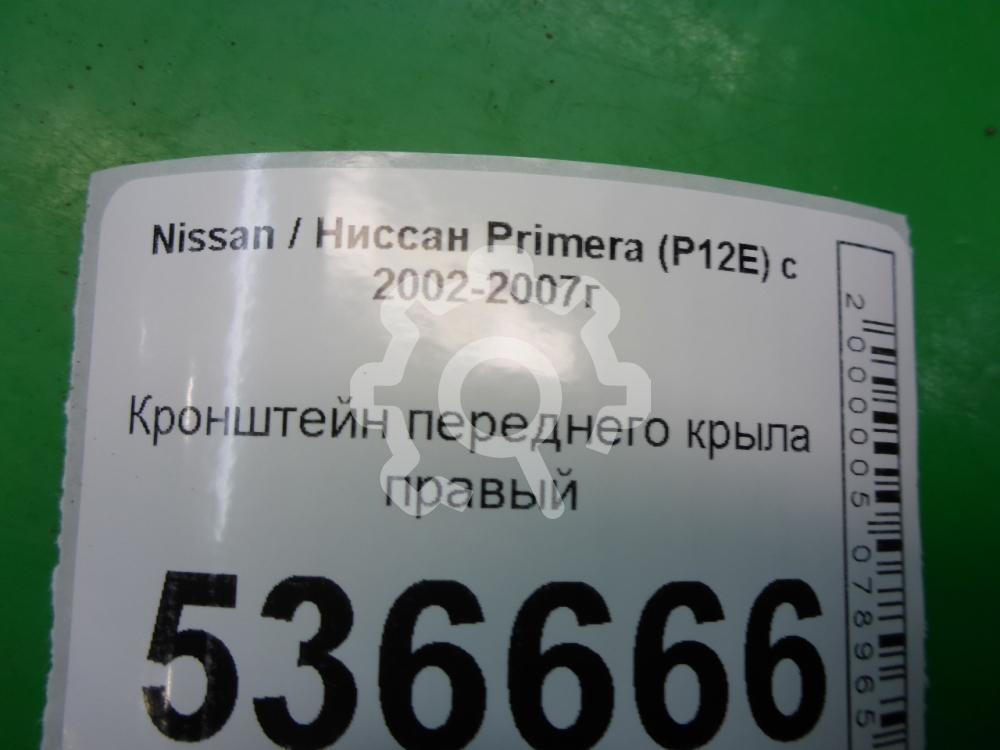 Nissan / Ниссан Primera (P12E) с
2002-2007г
Кронштейн переднего крыла
правый
536666
2000005078965